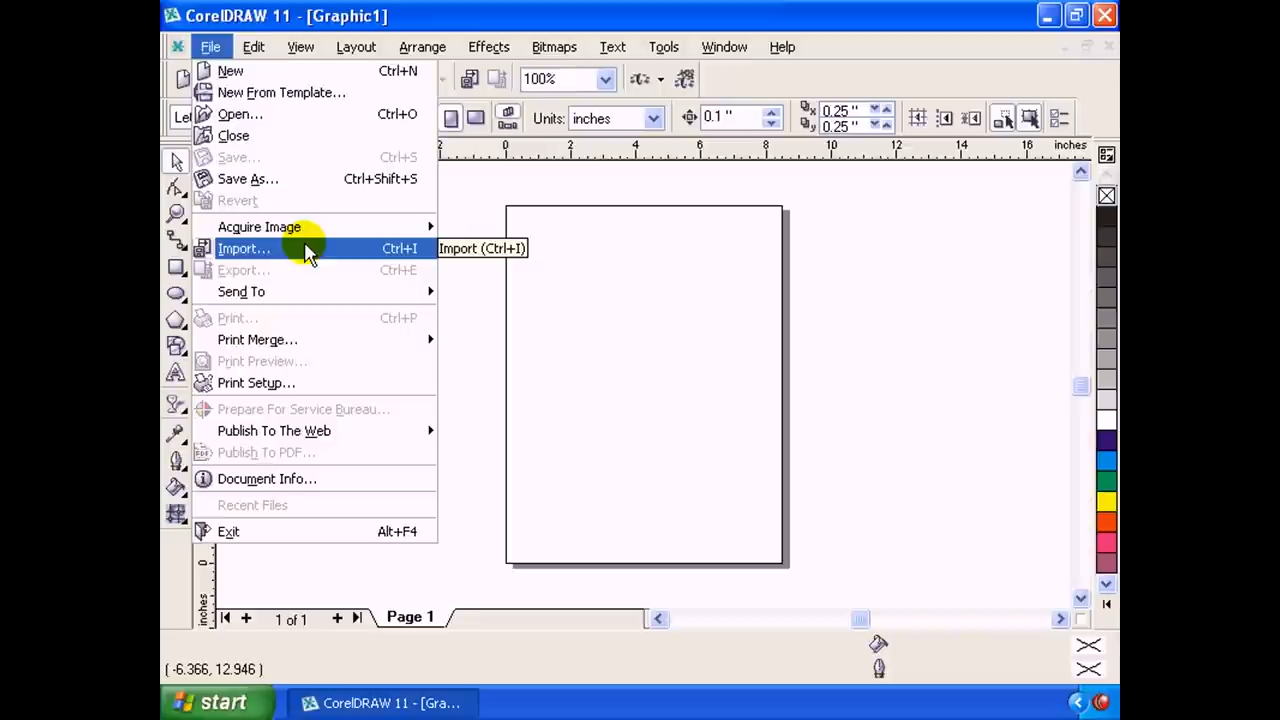 CorelDRAW 11 - [Graphic1]
File Edit View Layout Arrange Effects Bitmaps Text Tools Window Help
100%
Units: inches 0.1 " 0.25 "
0.25 "
New Ctrl+N
New From Template...
Open... Ctrl+O
Close
Save... Ctrl+S
Save As... Ctrl+Shift+S
Revert
Acquire Image
Import... Ctrl+I
Import (Ctrl+I)
Export... Ctrl+E
Send To
Print... Ctrl+P
Print Merge...
Print Preview...
Print Setup...
Prepare For Service Bureau...
Publish To The Web
Publish To PDF...
Document Info...
Recent Files
Exit Alt+F4
2 0 2 4 6 8 10 12 14 16 inches
0
inches
1 of 1 Page 1
( -6.366, 12.946 )
start CorelDRAW 11 - [Gra...